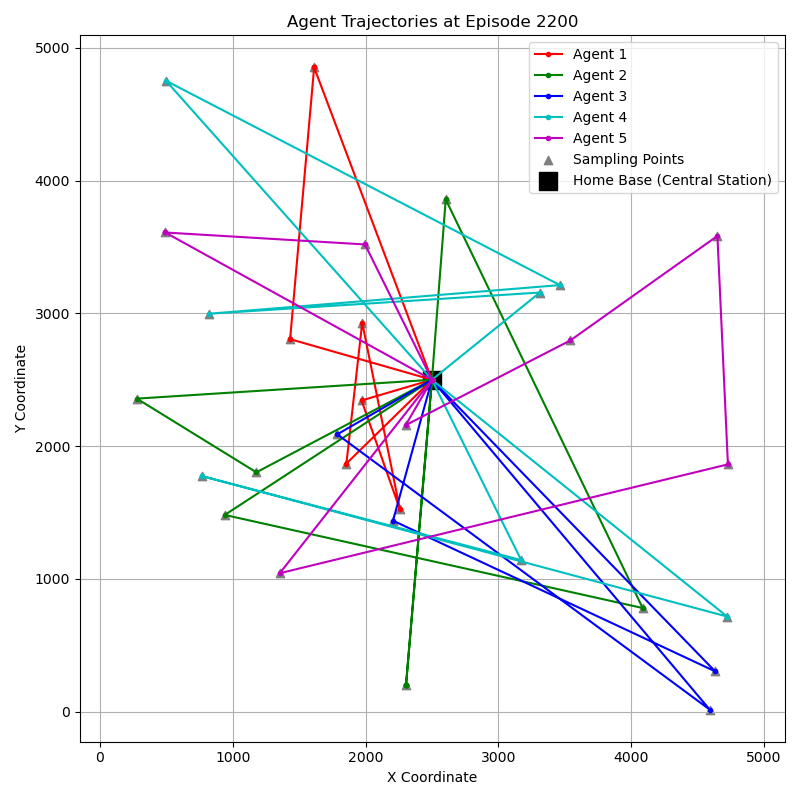 Agent Trajectories at Episode 2200
5000
4000
3000
2000
1000
0
Y Coordinate
Agent 1
Agent 2
Agent 3
Agent 4
Agent 5
Sampling Points
Home Base (Central Station)
0 1000 2000 3000 4000 5000
X Coordinate